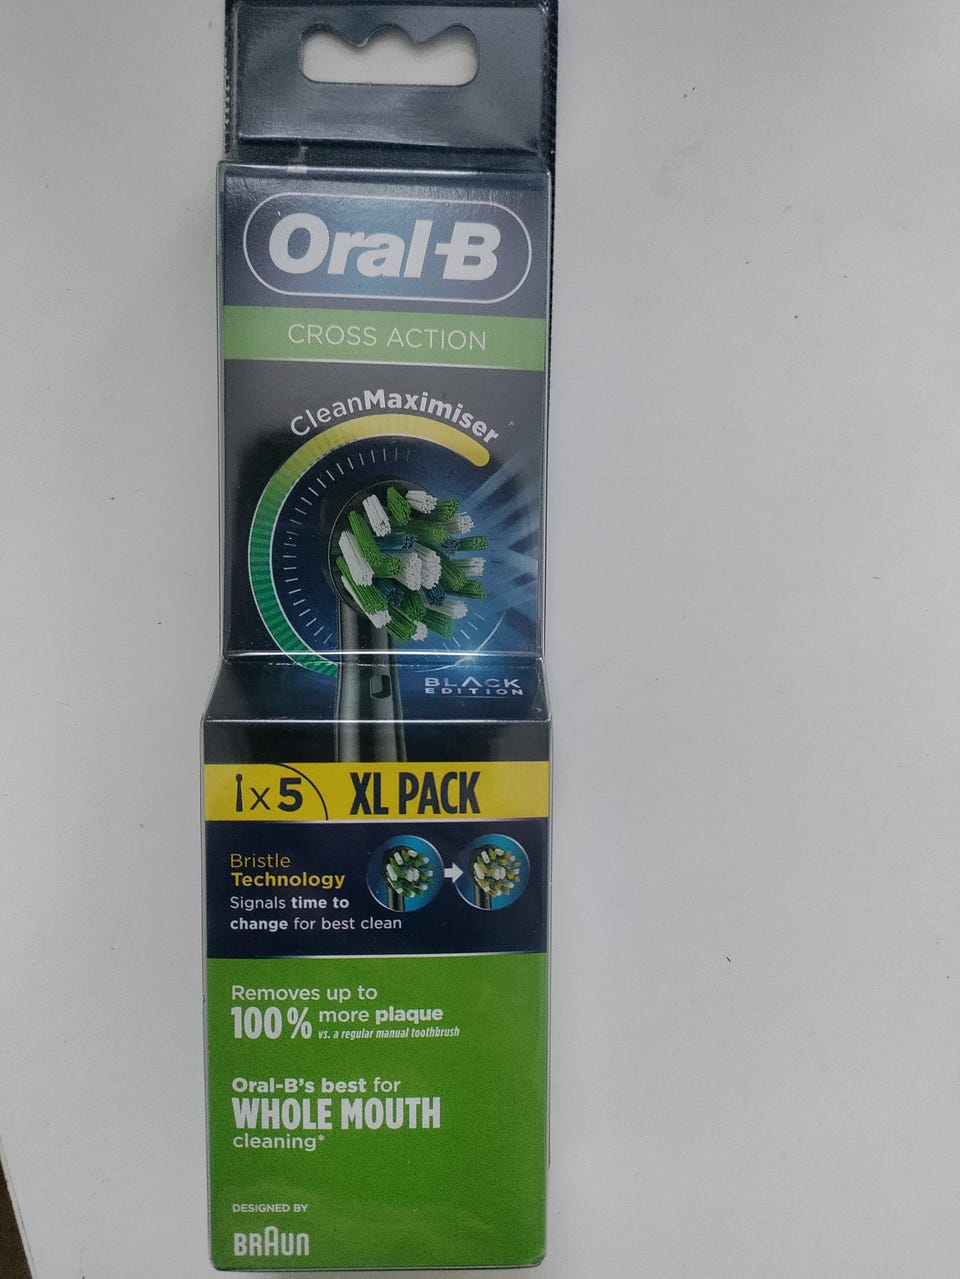 Oral-B
CROSS ACTION
CleanMaximiser
BLACK
EDITION
x5 XL PACK
Bristle
Technology
Signals time to
change for best clean
Removes up to
100% more plaque
vs. a regular manual toothbrush
Oral-B's best for
WHOLE MOUTH
cleaning*
DESIGNED BY
BRAUN